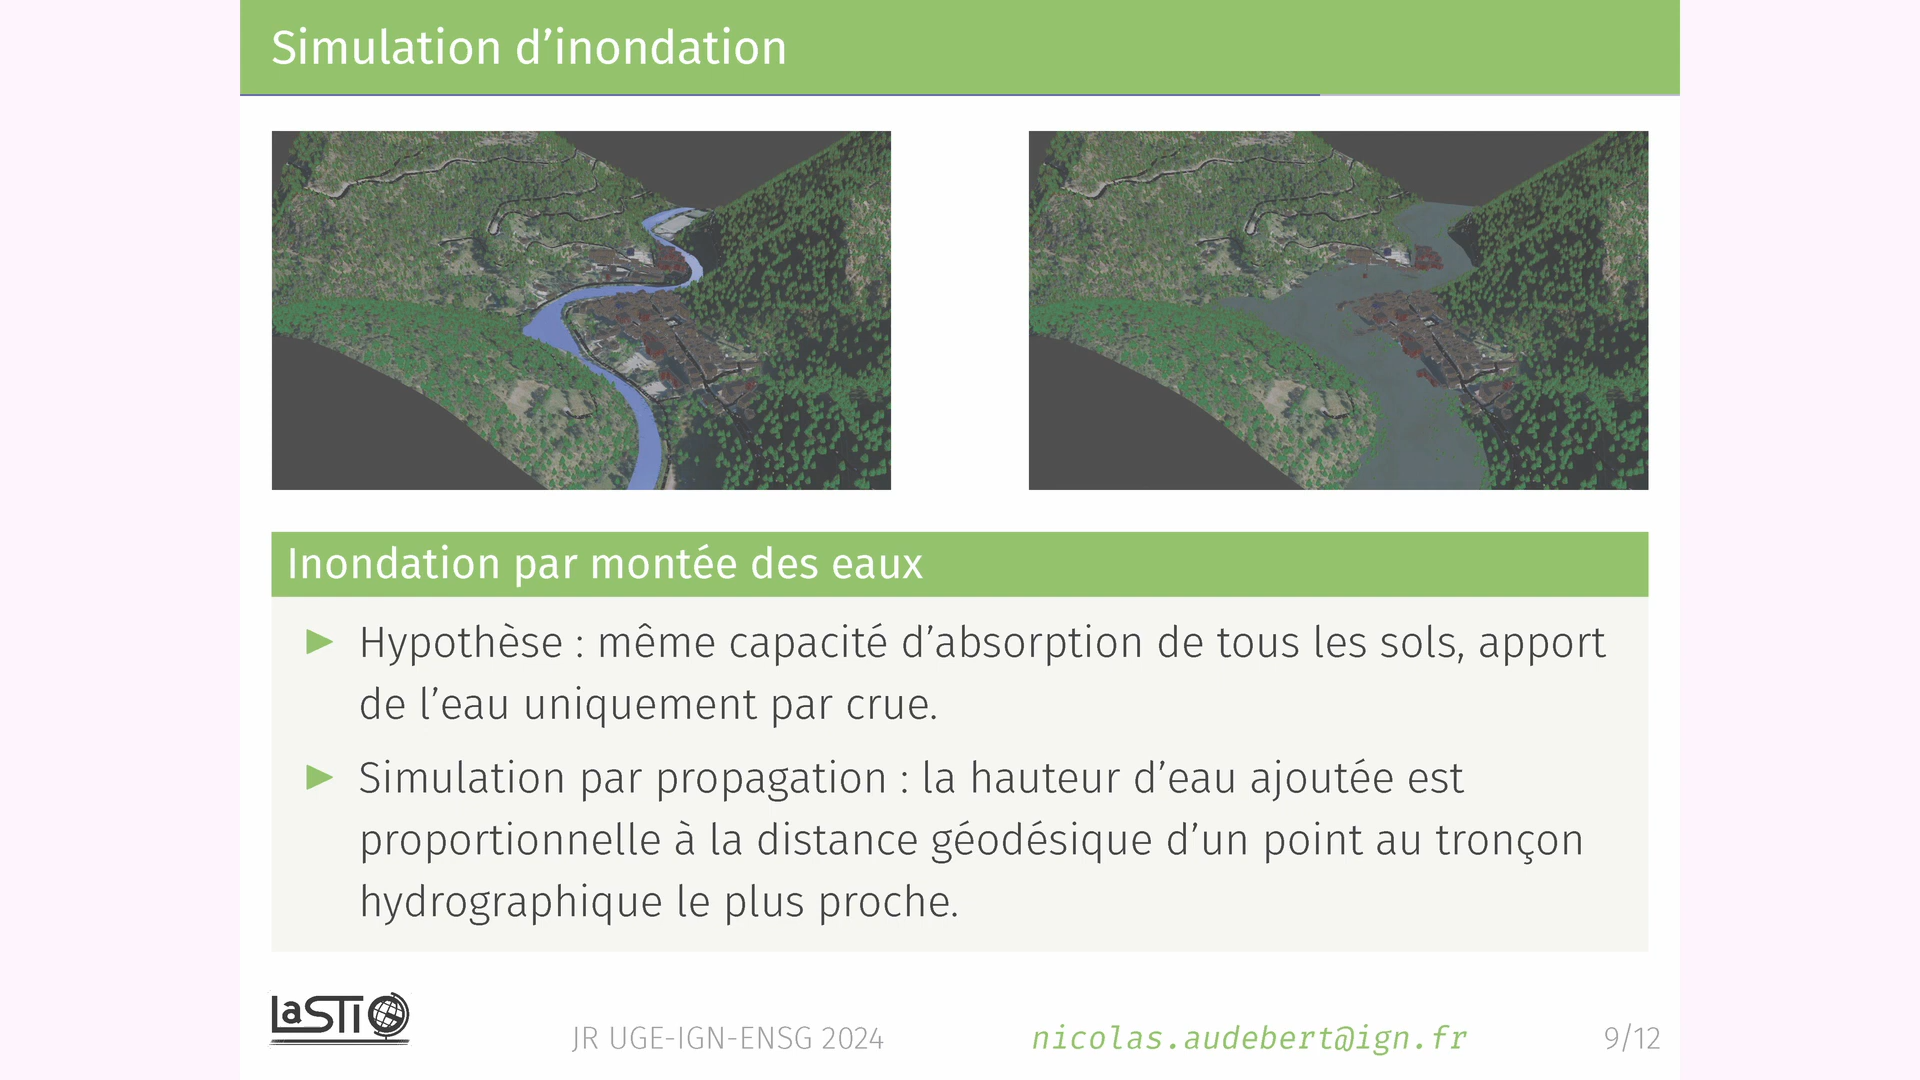 Simulation d’inondation
Inondation par montée des eaux
► Hypothèse : même capacité d’absorption de tous les sols, apport
de l’eau uniquement par crue.
► Simulation par propagation : la hauteur d’eau ajoutée est
proportionnelle à la distance géodésique d’un point au tronçon
hydrographique le plus proche.
LaSTIG
JR UGE-IGN-ENSG 2024
nicolas.audebert@ign.fr
9/12